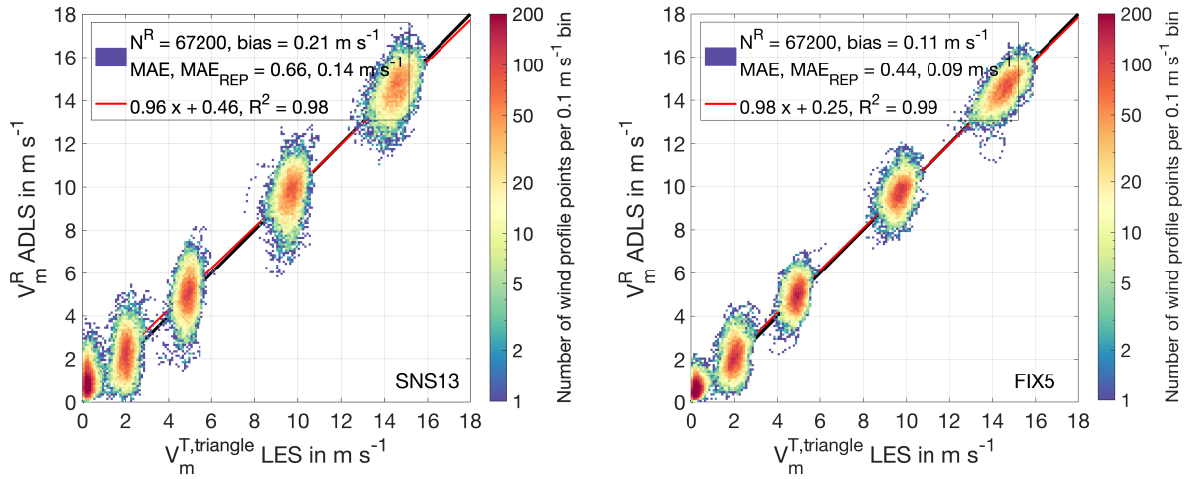 N^R = 67200, bias = 0.21 m s^-1
MAE, MAE_REP = 0.66, 0.14 m s^-1
0.96 x + 0.46, R^2 = 0.98
SNS13
18
16
14
12
10
8
6
4
2
0
0 2 4 6 8 10 12 14 16 18
V_m^R ADLS in m s^-1
V_m^T,triangle LES in m s^-1
200
100
50
20
10
5
2
1
Number of wind profile points per 0.1 m s^-1 bin
N^R = 67200, bias = 0.11 m s^-1
MAE, MAE_REP = 0.44, 0.09 m s^-1
0.98 x + 0.25, R^2 = 0.99
FIX5
18
16
14
12
10
8
6
4
2
0
0 2 4 6 8 10 12 14 16 18
V_m^R ADLS in m s^-1
V_m^T,triangle LES in m s^-1
200
100
50
20
10
5
2
1
Number of wind profile points per 0.1 m s^-1 bin